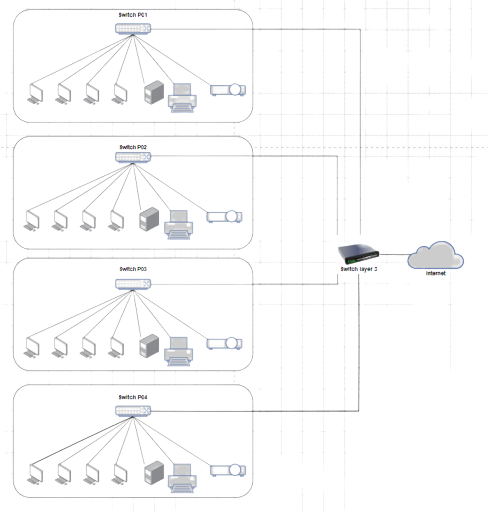 Switch P01
Switch P02
Switch P03
Switch layer 3
Internet
Switch P04